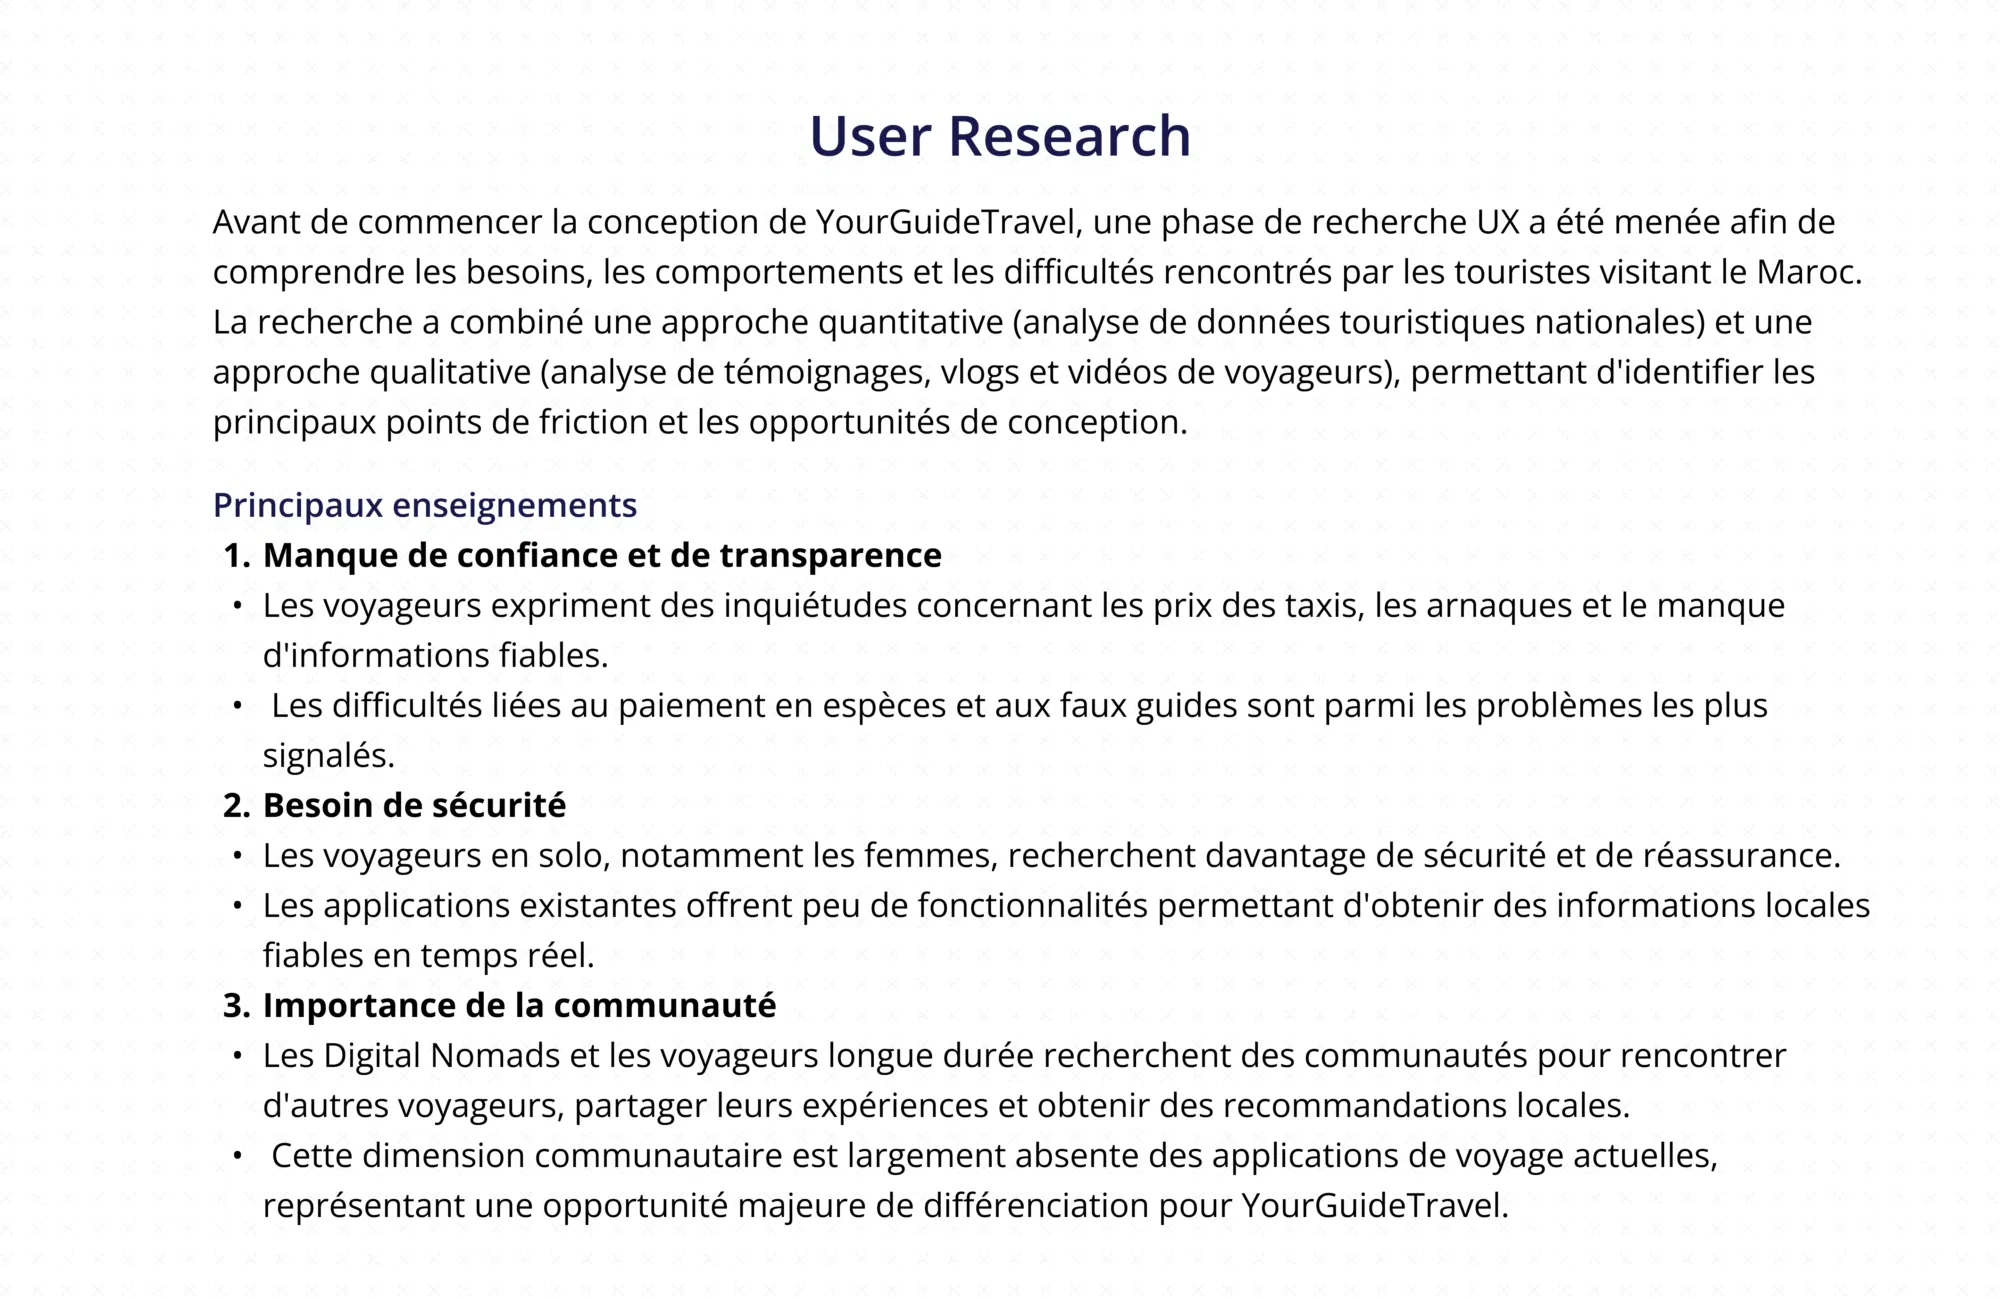 User Research
Avant de commencer la conception de YourGuideTravel, une phase de recherche UX a été menée afin de
comprendre les besoins, les comportements et les difficultés rencontrés par les touristes visitant le Maroc.
La recherche a combiné une approche quantitative (analyse de données touristiques nationales) et une
approche qualitative (analyse de témoignages, vlogs et vidéos de voyageurs), permettant d'identifier les
principaux points de friction et les opportunités de conception.
Principaux enseignements
1. Manque de confiance et de transparence
• Les voyageurs expriment des inquiétudes concernant les prix des taxis, les arnaques et le manque
d'informations fiables.
• Les difficultés liées au paiement en espèces et aux faux guides sont parmi les problèmes les plus
signalés.
2. Besoin de sécurité
• Les voyageurs en solo, notamment les femmes, recherchent davantage de sécurité et de réassurance.
• Les applications existantes offrent peu de fonctionnalités permettant d'obtenir des informations locales
fiables en temps réel.
3. Importance de la communauté
• Les Digital Nomads et les voyageurs longue durée recherchent des communautés pour rencontrer
d'autres voyageurs, partager leurs expériences et obtenir des recommandations locales.
• Cette dimension communautaire est largement absente des applications de voyage actuelles,
représentant une opportunité majeure de différenciation pour YourGuideTravel.